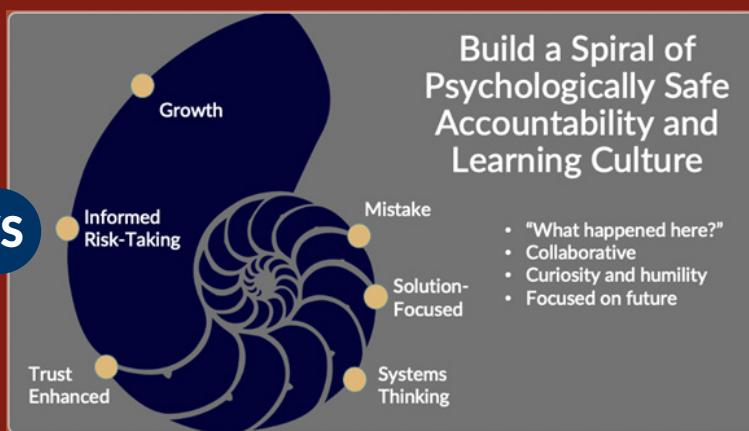 Build a Spiral of
Psychologically Safe
Accountability and
Learning Culture
Growth
Informed
Risk-Taking
Trust
Enhanced
Mistake
Solution-
Focused
Systems
Thinking
• "What happened here?"
• Collaborative
• Curiosity and humility
• Focused on future